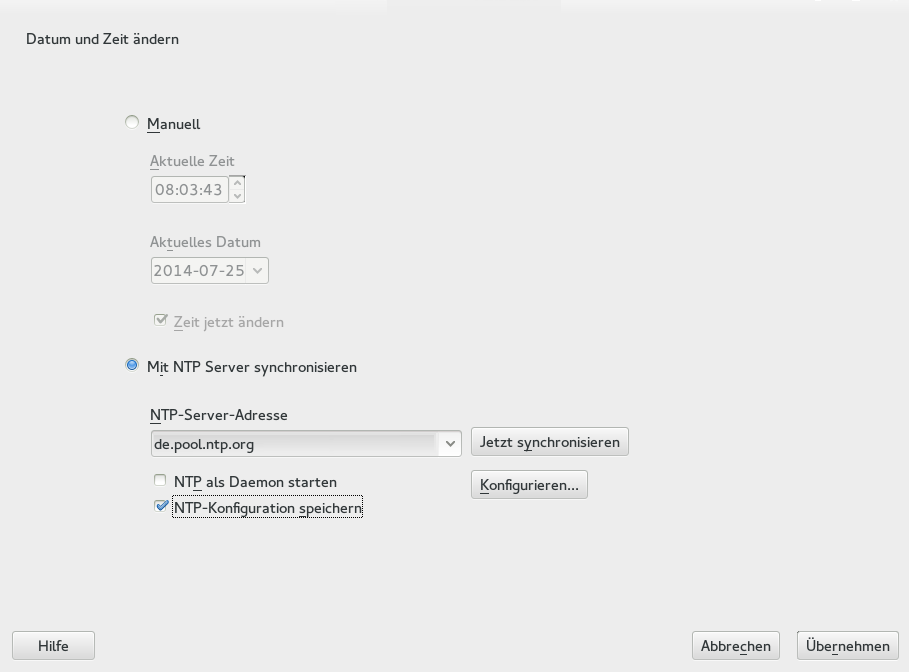 Datum und Zeit ändern
Manuell
Aktuelle Zeit
08:03:43
Aktuelles Datum
2014-07-25
Zeit jetzt ändern
Mit NTP Server synchronisieren
NTP-Server-Adresse
de.pool.ntp.org Jetzt synchronisieren
NTP als Daemon starten Konfigurieren...
NTP-Konfiguration speichern
Hilfe Abbrechen Übernehmen